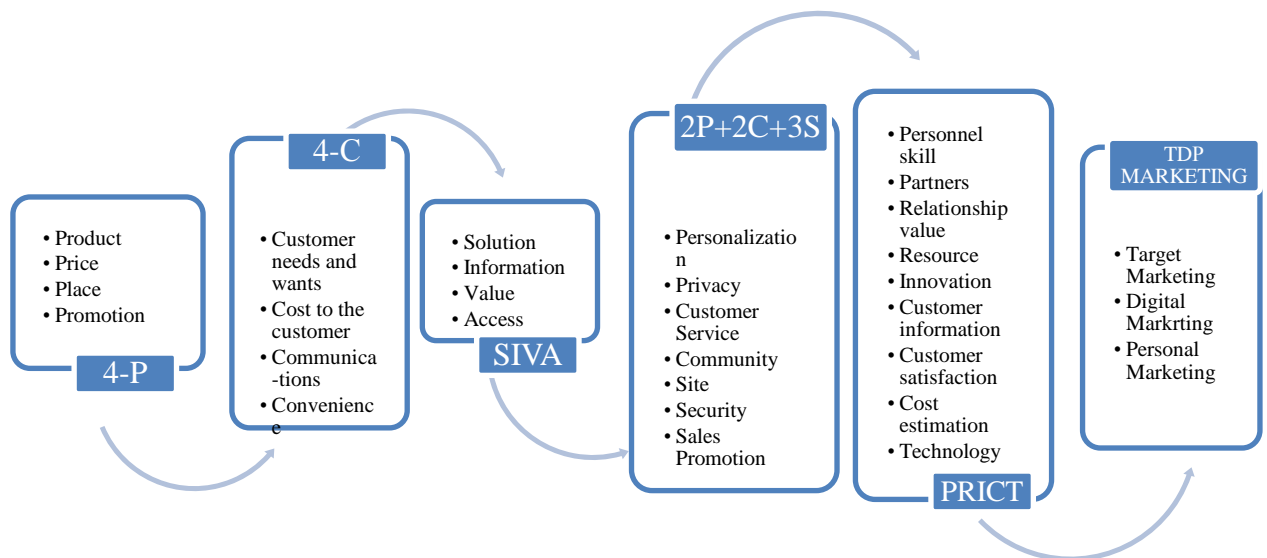 • Product
• Price
• Place
• Promotion
4-P
4-C
• Customer
needs and
wants
• Cost to the
customer
• Communica
-tions
• Convenienc
e
• Solution
• Information
• Value
• Access
SIVA
2P+2C+3S
• Personalizatio
n
• Privacy
• Customer
Service
• Community
• Site
• Security
• Sales
Promotion
• Personnel
skill
• Partners
• Relationship
value
• Resource
• Innovation
• Customer
information
• Customer
satisfaction
• Cost
estimation
• Technology
PRICT
TDP
MARKETING
• Target
Marketing
• Digital
Markrting
• Personal
Marketing